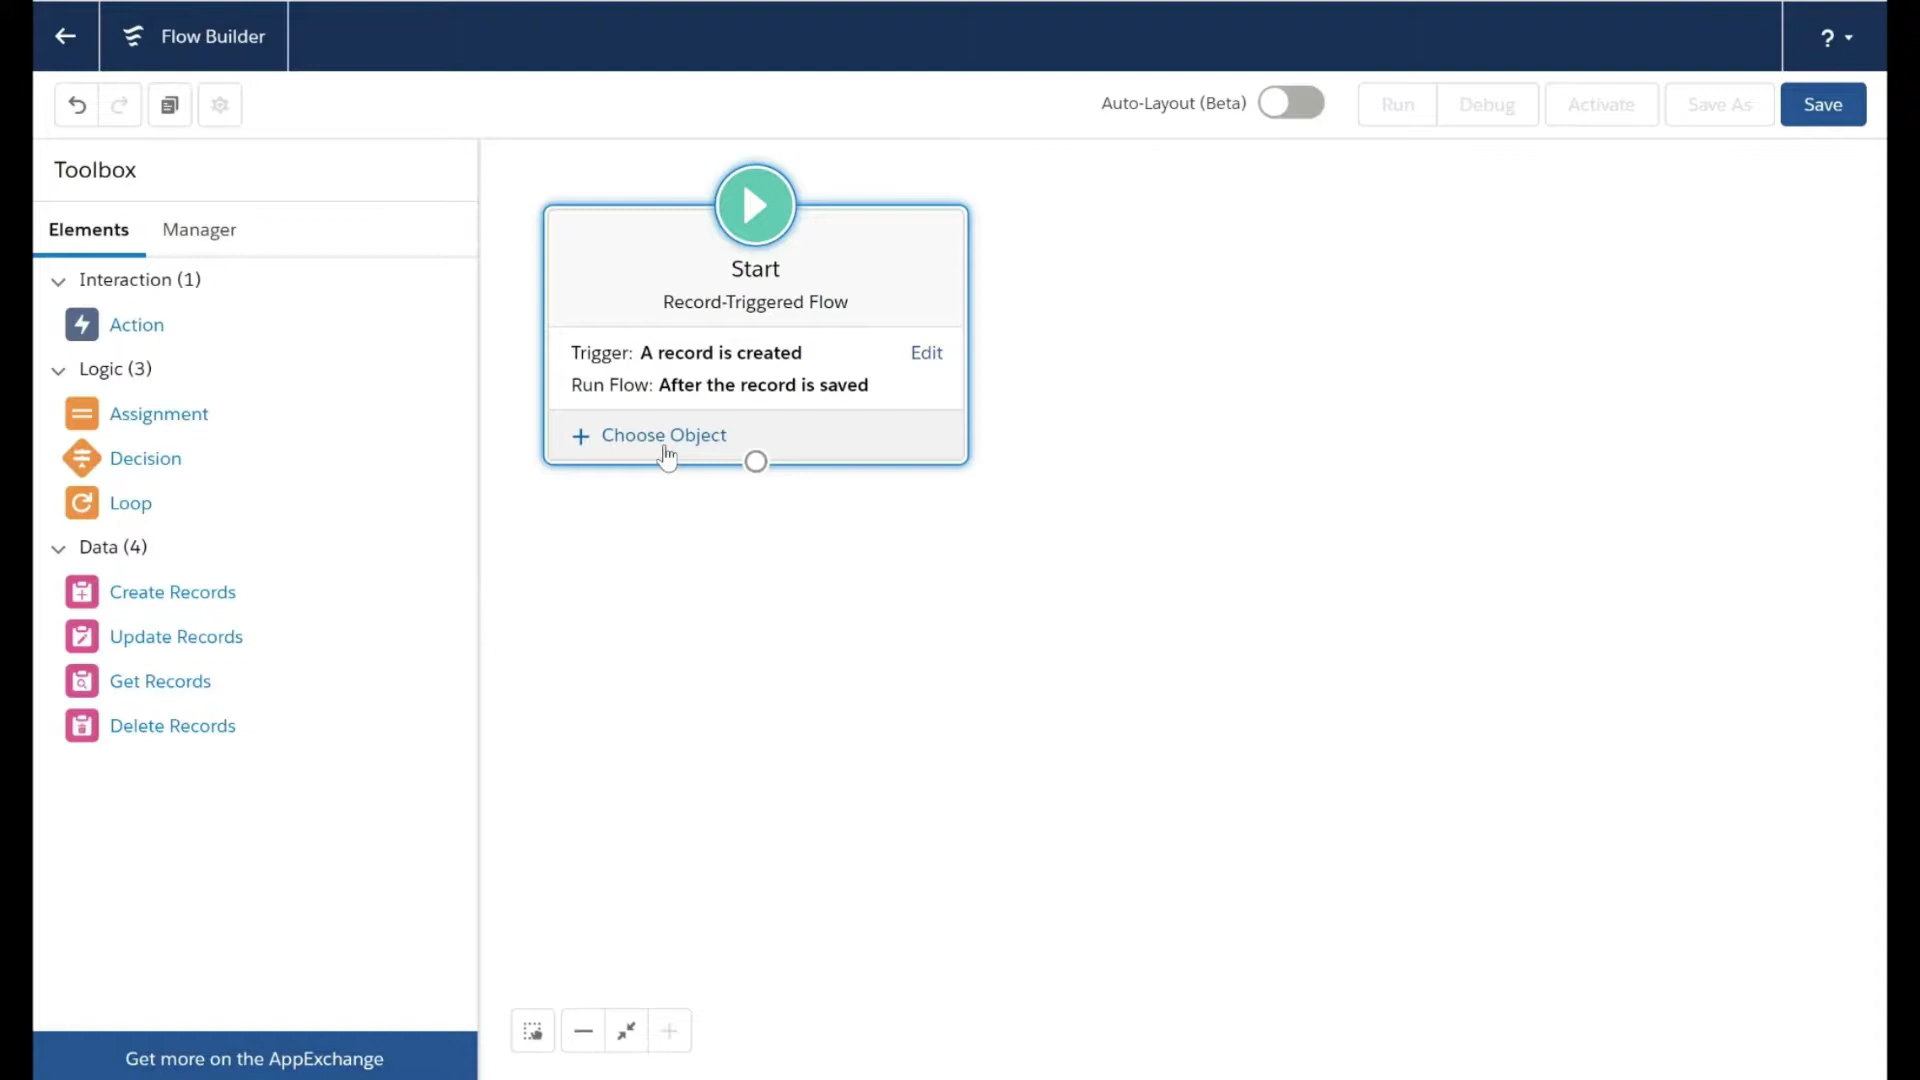 Flow Builder
?
Auto-Layout (Beta)
Run
Debug
Activate
Save As
Save
Toolbox
Elements
Manager
Interaction (1)
Action
Logic (3)
Assignment
Decision
Loop
Data (4)
Create Records
Update Records
Get Records
Delete Records
Get more on the AppExchange
Start
Record-Triggered Flow
Trigger: A record is created Edit
Run Flow: After the record is saved
+ Choose Object